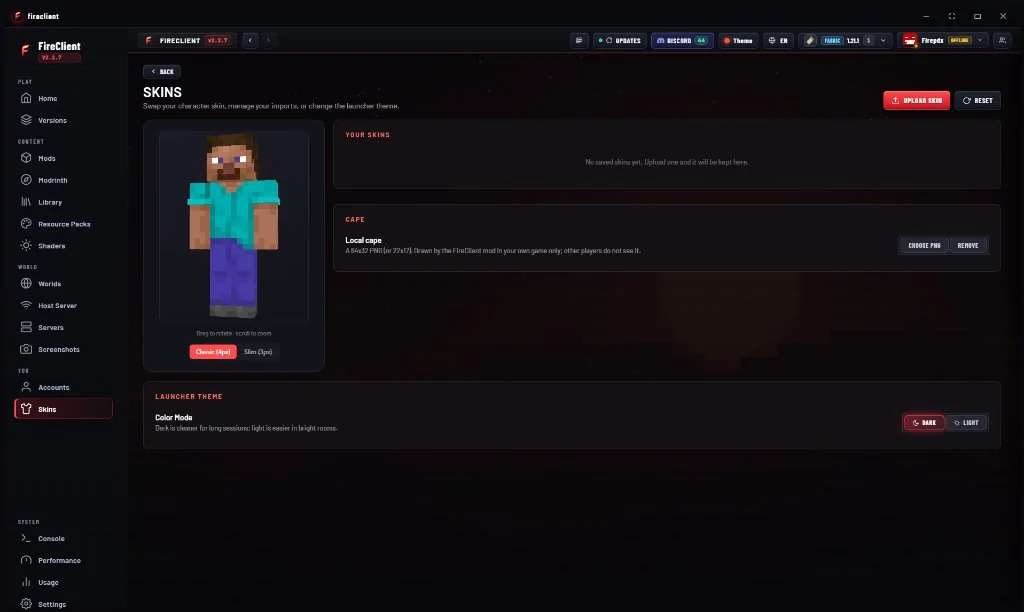 fireclient
FireClient
v2.3.7
PLAY
Home
Versions
CONTENT
Mods
Modrinth
Library
Resource Packs
Shaders
WORLD
Worlds
Host Server
Servers
Screenshots
YOU
Accounts
Skins
SYSTEM
Console
Performance
Usage
Settings
FIRECLIENT v2.3.7
UPDATES
DISCORD 44
Theme
EN
FABRIC 1.21.1 1
Firepdx OFFLINE
BACK
SKINS
Swap your character skin, manage your imports, or change the launcher theme.
UPLOAD SKIN
RESET
Drag to rotate · scroll to zoom
Classic (4px) Slim (3px)
YOUR SKINS
No saved skins yet. Upload one and it will be kept here.
CAPE
Local cape
A 64x32 PNG (or 22x17). Drawn by the FireClient mod in your own game only; other players do not see it.
CHOOSE PNG REMOVE
LAUNCHER THEME
Color Mode
Dark is cleaner for long sessions; light is easier in bright rooms.
DARK LIGHT